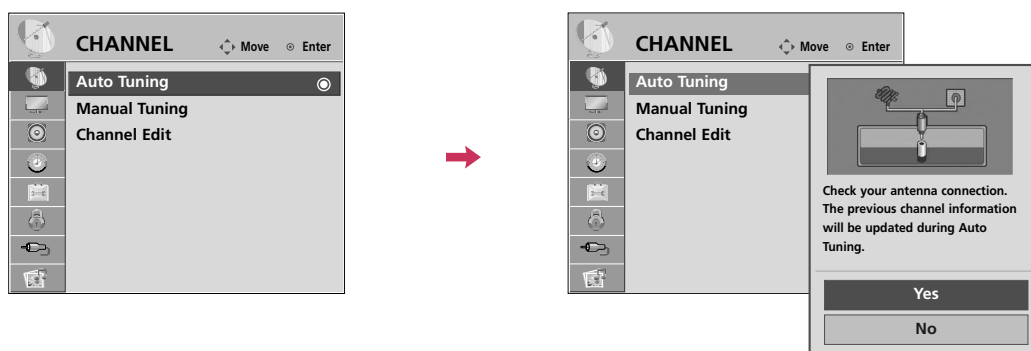 CHANNEL Move Enter
Auto Tuning
Manual Tuning
Channel Edit
CHANNEL Move Enter
Auto Tuning
Manual Tuning
Channel Edit
Check your antenna connection.
The previous channel information
will be updated during Auto
Tuning.
Yes
No